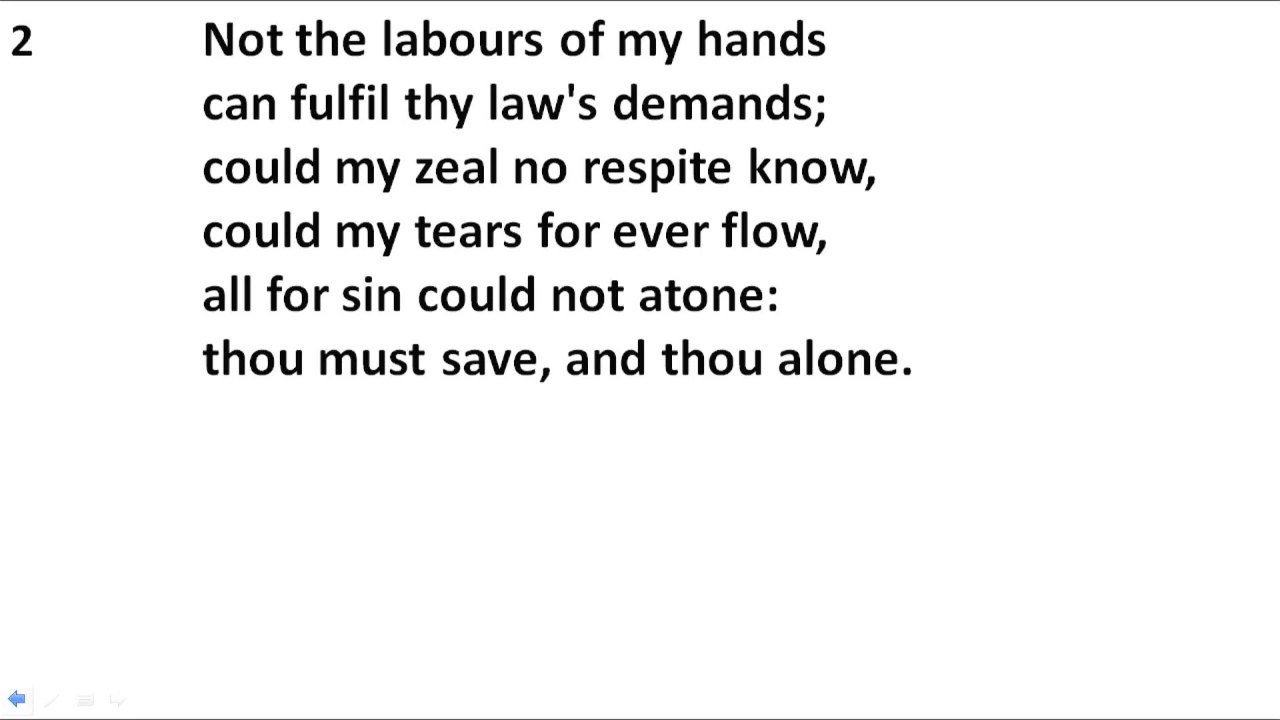 2 Not the labours of my hands
can fulfil thy law's demands;
could my zeal no respite know,
could my tears for ever flow,
all for sin could not atone:
thou must save, and thou alone.